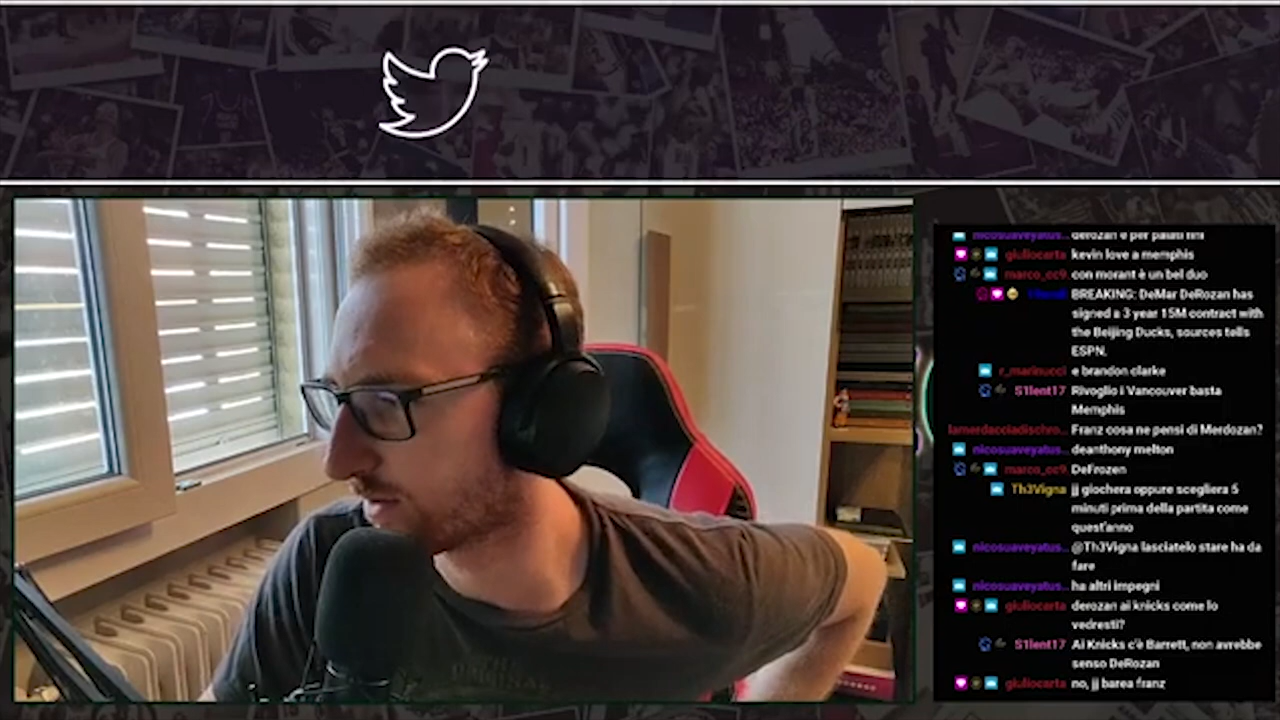 nicosuaveyatus... derozan è per palati fini
giuliocarta kevin love a memphis
marco_cc9. con morant è un bel duo
BREAKING: DeMar DeRozan has
signed a 3 year 15M contract with
the Beijing Ducks, sources tells
ESPN.
r_marinucci e brandon clarke
S1lent17 Rivoglio i Vancouver basta
Memphis
lamerdacciadischro... Franz cosa ne pensi di Merdozan?
nicosuaveyatus... deanthony melton
marco_cc9. DeFrozen
Th3Vigna jj giochera oppure scegliera 5
minuti prima della partita come
quest'anno
nicosuaveyatus... @Th3Vigna lasciatelo stare ha da
fare
nicosuaveyatus... ha altri impegni
giuliocarta derozan ai knicks come lo
vedresti?
S1lent17 Ai Knicks c'è Barrett, non avrebbe
senso DeRozan
giuliocarta no, jj barea franz